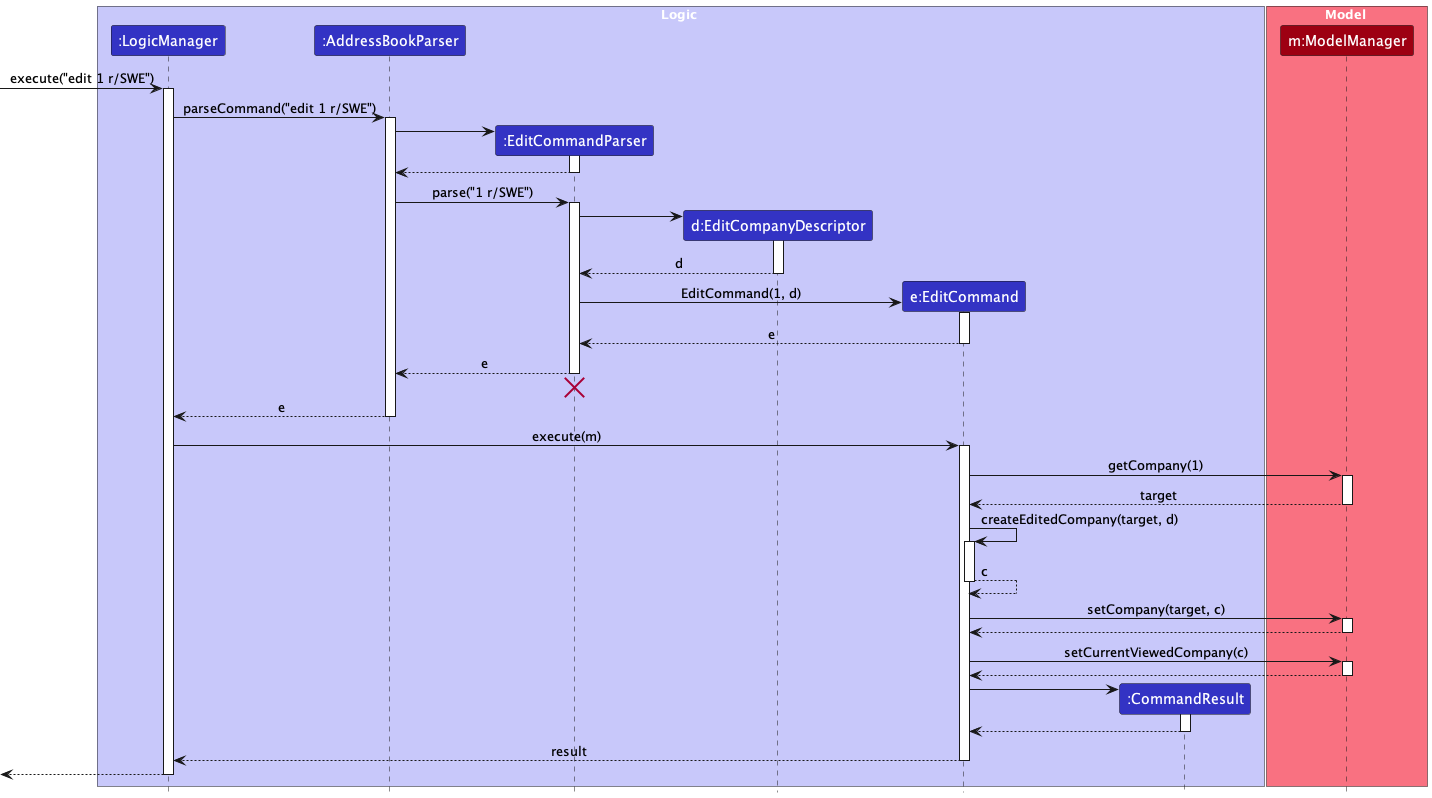 Logic
Model
:LogicManager
:AddressBookParser
m:ModelManager
execute("edit 1 r/SWE")
parseCommand("edit 1 r/SWE")
:EditCommandParser
parse("1 r/SWE")
d:EditCompanyDescriptor
d
EditCommand(1, d)
e:EditCommand
e
e
e
execute(m)
getCompany(1)
target
createEditedCompany(target, d)
c
setCompany(target, c)
setCurrentViewedCompany(c)
:CommandResult
result